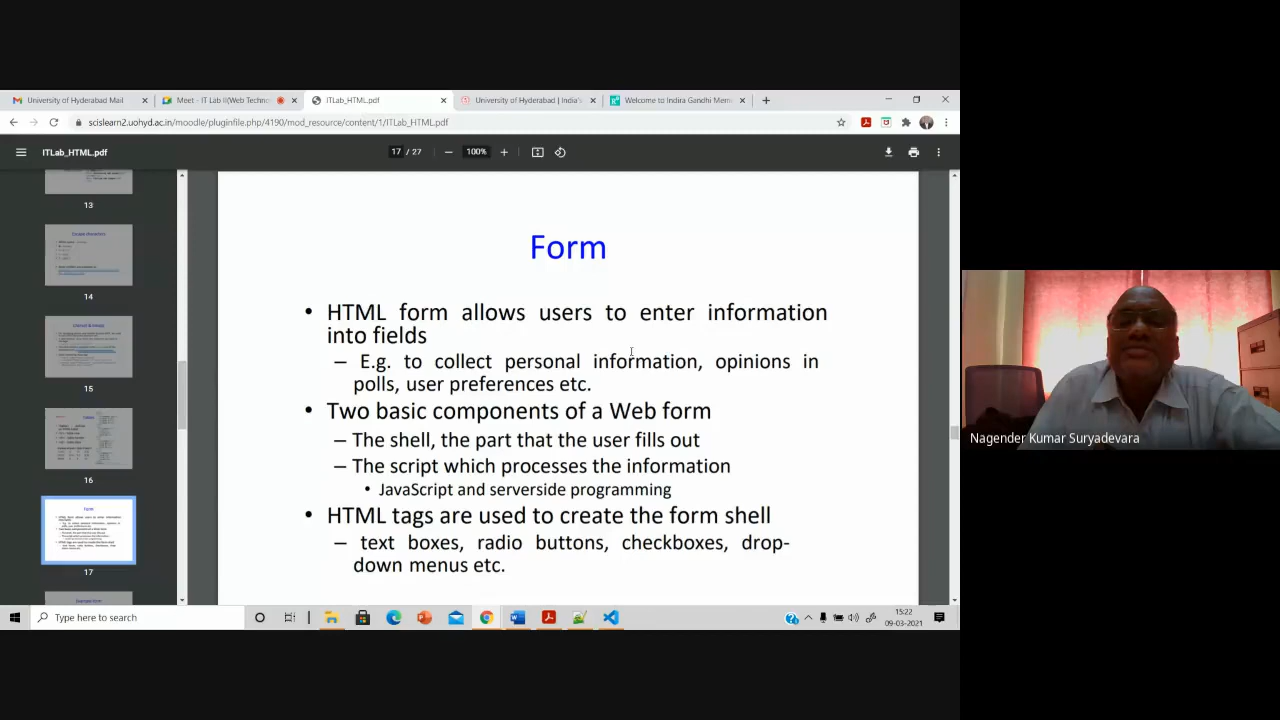 University of Hyderabad Mail
Meet - IT Lab II(Web Techno
ITLab_HTML.pdf
University of Hyderabad | India's
Welcome to Indira Gandhi Mem
scislearn2.uohyd.ac.in/moodle/pluginfile.php/4190/mod_resource/content/1/ITLab_HTML.pdf
ITLab_HTML.pdf
17 / 27
100%
13
14
15
16
17
Form
• HTML form allows users to enter information
into fields
– E.g. to collect personal information, opinions in
polls, user preferences etc.
• Two basic components of a Web form
– The shell, the part that the user fills out
– The script which processes the information
• JavaScript and serverside programming
• HTML tags are used to create the form shell
– text boxes, radio buttons, checkboxes, drop-
down menus etc.
Nagender Kumar Suryadevara
Type here to search
15:22
09-03-2021